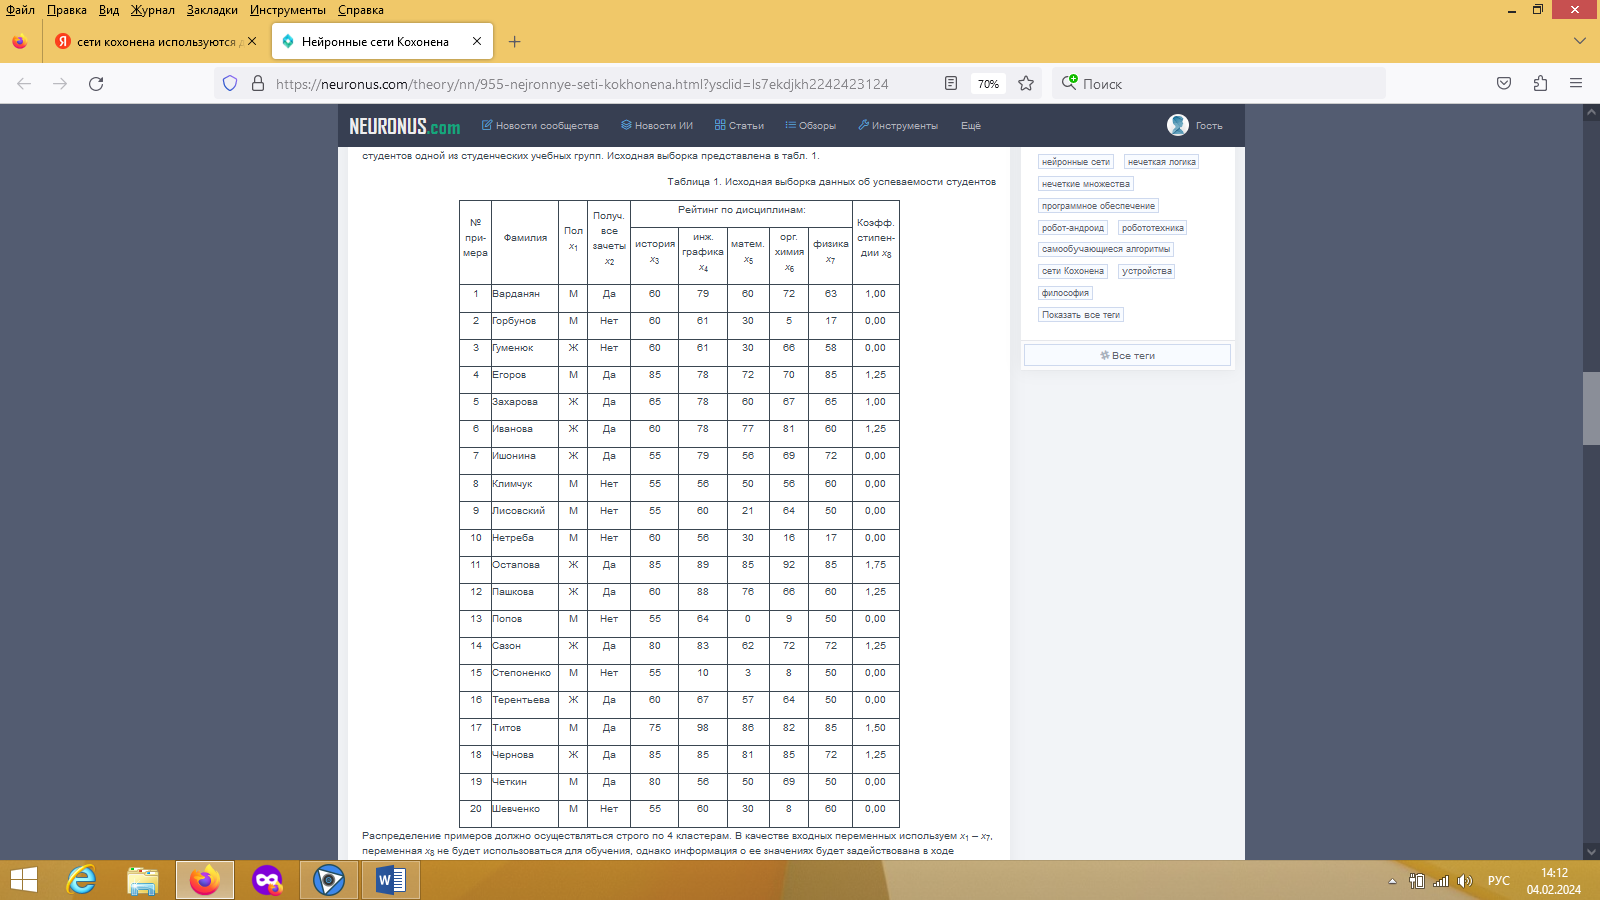 Файл Правка Вид Журнал Закладки Инструменты Справка
сети кохонена используются д
Нейронные сети Кохонена
https://neuronus.com/theory/nn/955-nejronnye-seti-kokhonena.html?ysclid=ls7ekdjkh2242423124
70%
Поиск
NEURONUS.com Новости сообщества Новости ИИ Статьи Обзоры Инструменты Ещё Гость
студентов одной из студенческих учебных групп. Исходная выборка представлена в табл. 1.
Таблица 1. Исходная выборка данных об успеваемости студентов
№ при-мера Фамилия Пол x1 Получ. все зачеты x2 Рейтинг по дисциплинам: Коэфф. стипен-дии x8
история x3 инж. графика x4 матем. x5 орг. химия x6 физика x7
1 Варданян М Да 60 79 60 72 63 1,00
2 Горбунов М Нет 60 61 30 5 17 0,00
3 Гуменюк Ж Нет 60 61 30 66 58 0,00
4 Егоров М Да 85 78 72 70 85 1,25
5 Захарова Ж Да 65 78 60 67 65 1,00
6 Иванова Ж Да 60 78 77 81 60 1,25
7 Ишонина Ж Да 55 79 56 69 72 0,00
8 Климчук М Нет 55 56 50 56 60 0,00
9 Лисовский М Нет 55 60 21 64 50 0,00
10 Нетреба М Нет 60 56 30 16 17 0,00
11 Остапова Ж Да 85 89 85 92 85 1,75
12 Пашкова Ж Да 60 88 76 66 60 1,25
13 Попов М Нет 55 64 0 9 50 0,00
14 Сазон Ж Да 80 83 62 72 72 1,25
15 Степоненко М Нет 55 10 3 8 50 0,00
16 Терентьева Ж Да 60 67 57 64 50 0,00
17 Титов М Да 75 98 86 82 85 1,50
18 Чернова Ж Да 85 85 81 85 72 1,25
19 Четкин М Да 80 56 50 69 50 0,00
20 Шевченко М Нет 55 60 30 8 60 0,00
Распределение примеров должно осуществляться строго по 4 кластерам. В качестве входных переменных используем x1 – x7,
переменная x8 не будет использоваться для обучения, однако информация о ее значениях будет задействована в ходе
нейронные сети нечеткая логика
нечеткие множества
программное обеспечение
робот-андроид робототехника
самообучающиеся алгоритмы
сети Кохонена устройства
философия
Показать все теги
Все теги
РУС
14:12
04.02.2024